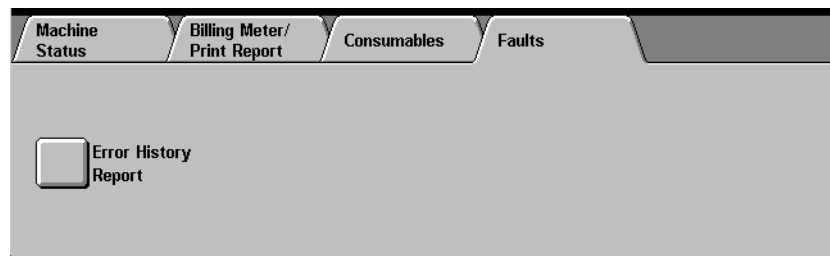 Machine
Status
Billing Meter/
Print Report
Consumables
Faults
Error History
Report